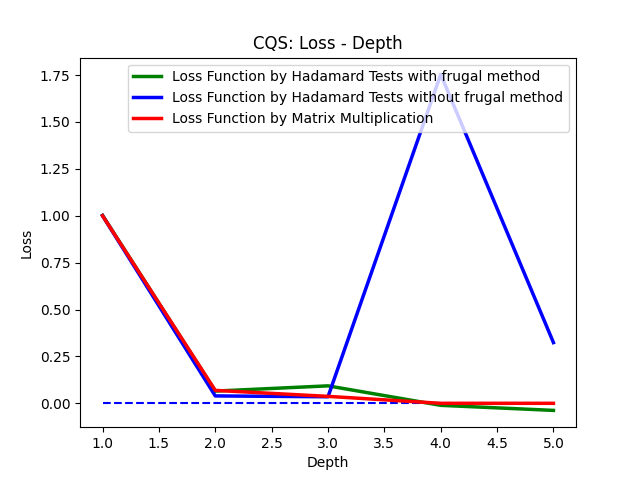 CQS: Loss - Depth
Loss Function by Hadamard Tests with frugal method
Loss Function by Hadamard Tests without frugal method
Loss Function by Matrix Multiplication
Loss
1.75
1.50
1.25
1.00
0.75
0.50
0.25
0.00
1.0 1.5 2.0 2.5 3.0 3.5 4.0 4.5 5.0
Depth